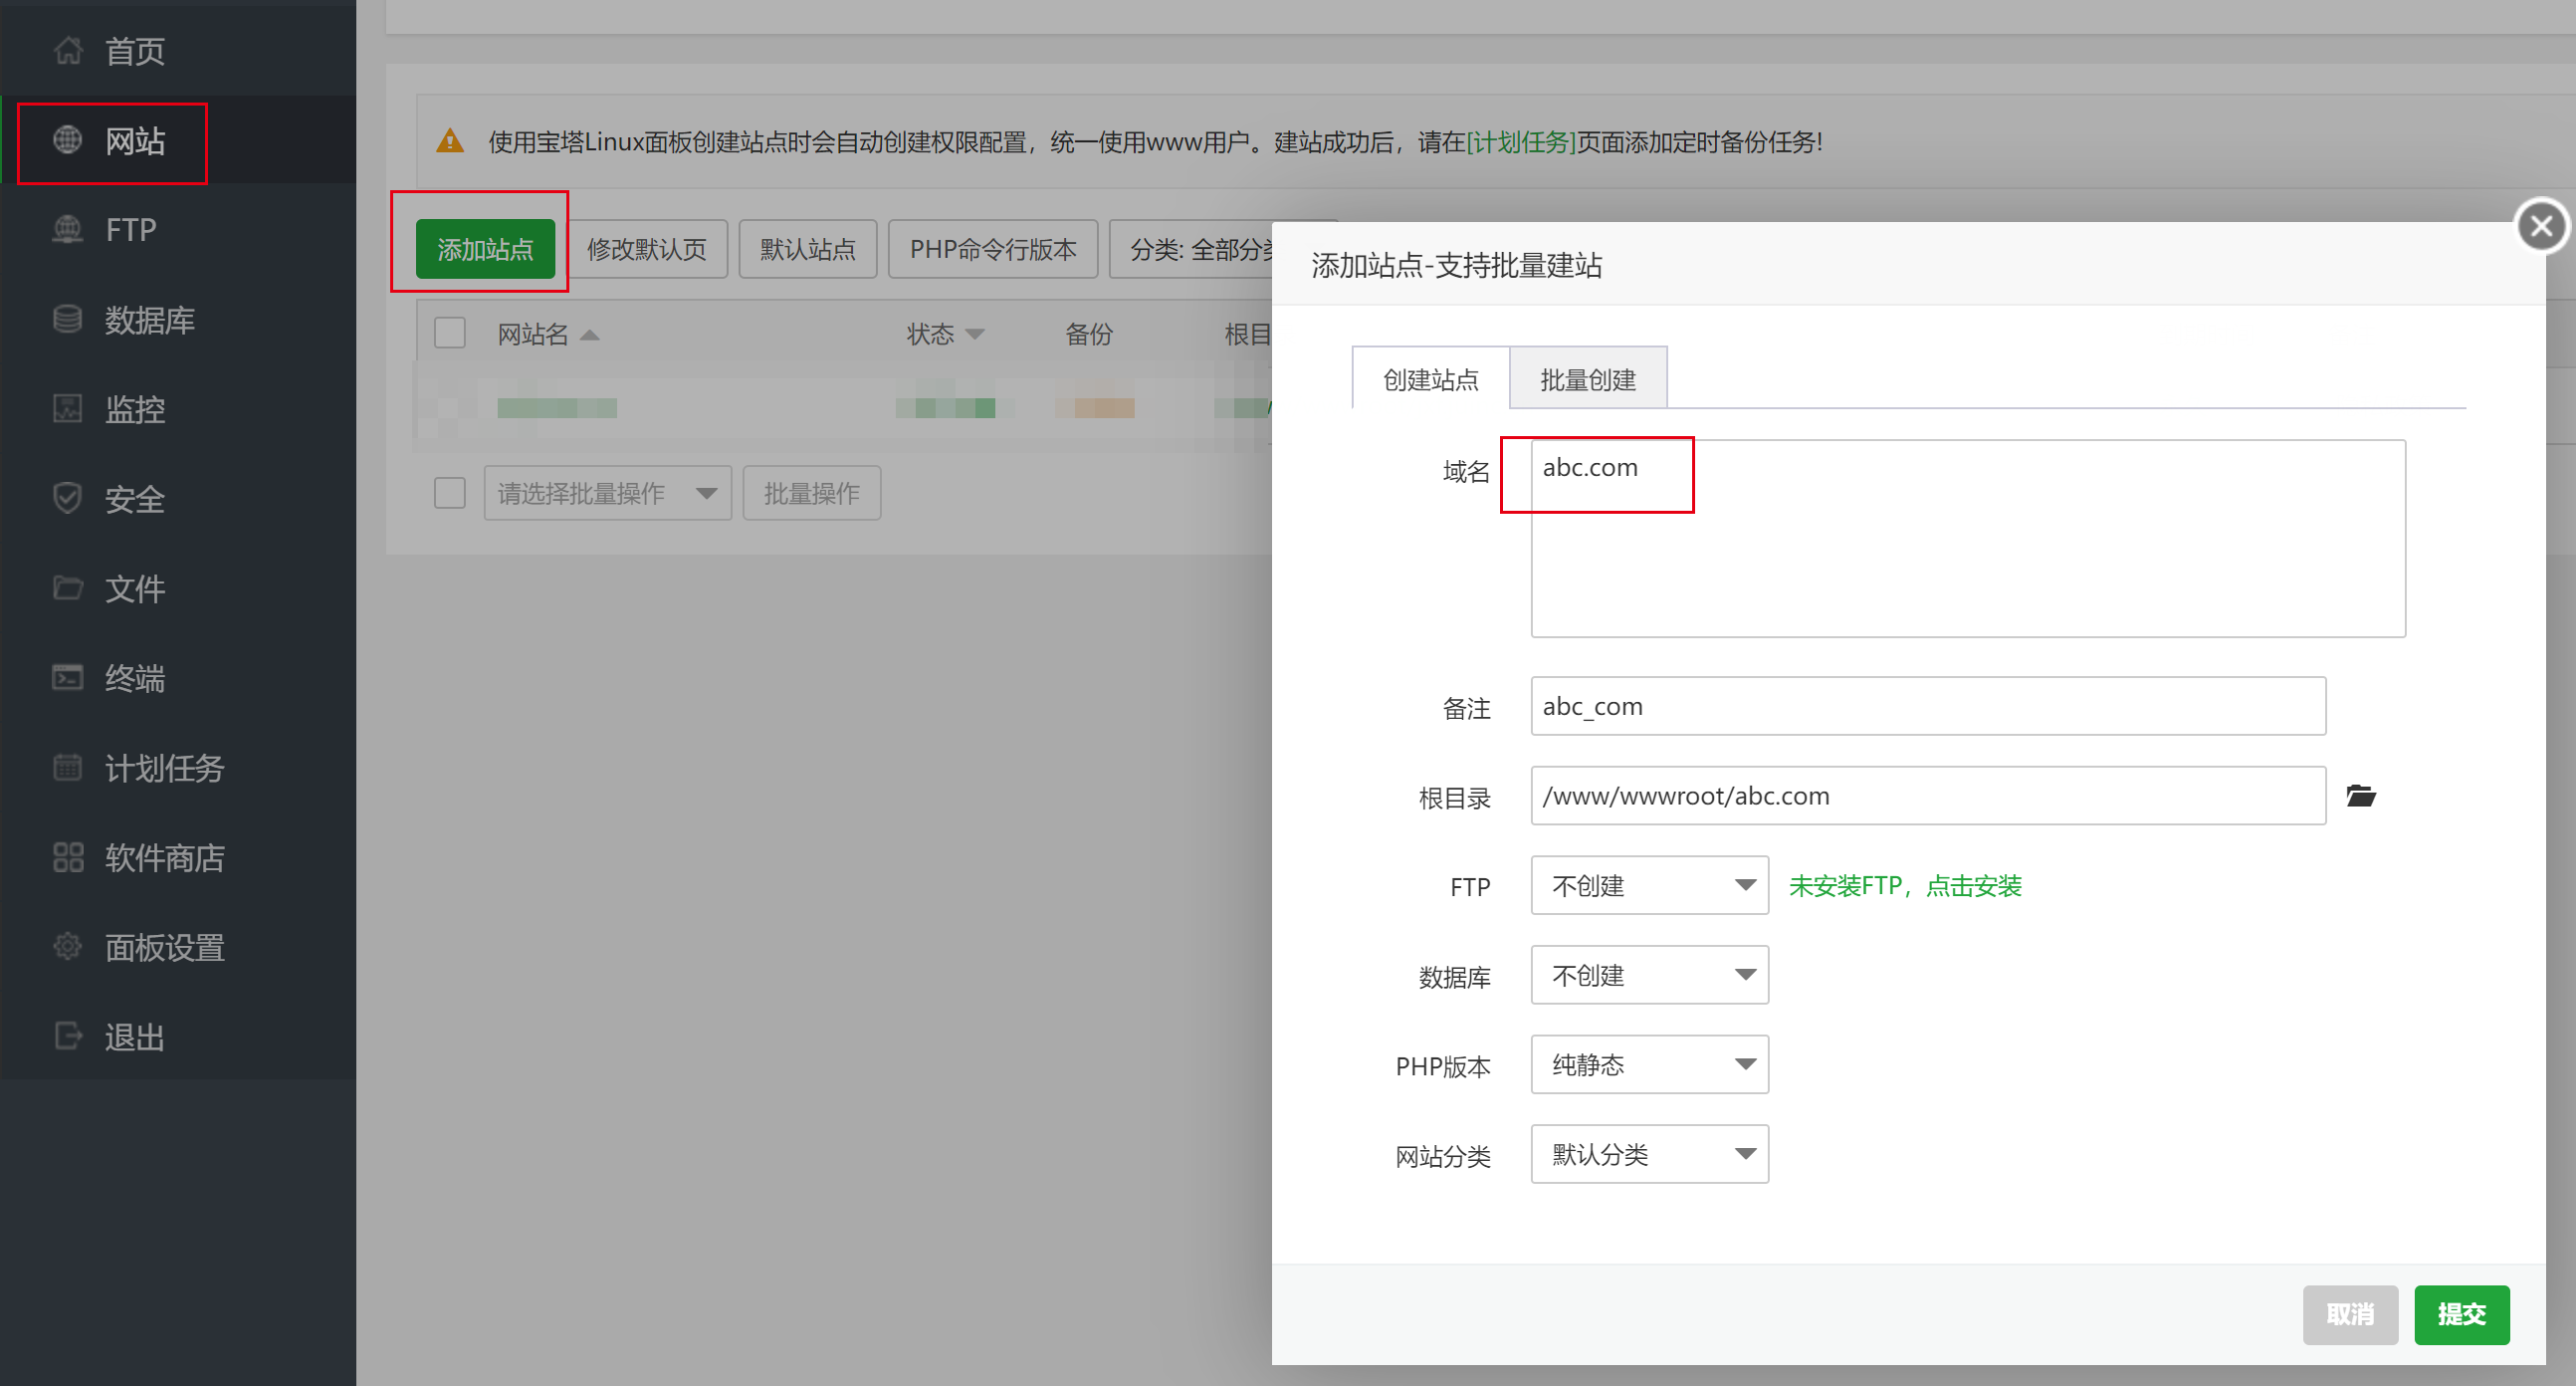 首页
网站
FTP
数据库
监控
安全
文件
终端
计划任务
软件商店
面板设置
退出
使用宝塔Linux面板创建站点时会自动创建权限配置，统一使用www用户。建站成功后，请在[计划任务]页面添加定时备份任务!
添加站点 修改默认页 默认站点 PHP命令行版本 分类: 全部分
网站名 状态 备份 根目
请选择批量操作 批量操作
添加站点-支持批量建站
创建站点 批量创建
域名 abc.com
备注 abc_com
根目录 /www/wwwroot/abc.com
FTP 不创建 未安装FTP，点击安装
数据库 不创建
PHP版本 纯静态
网站分类 默认分类
取消 提交